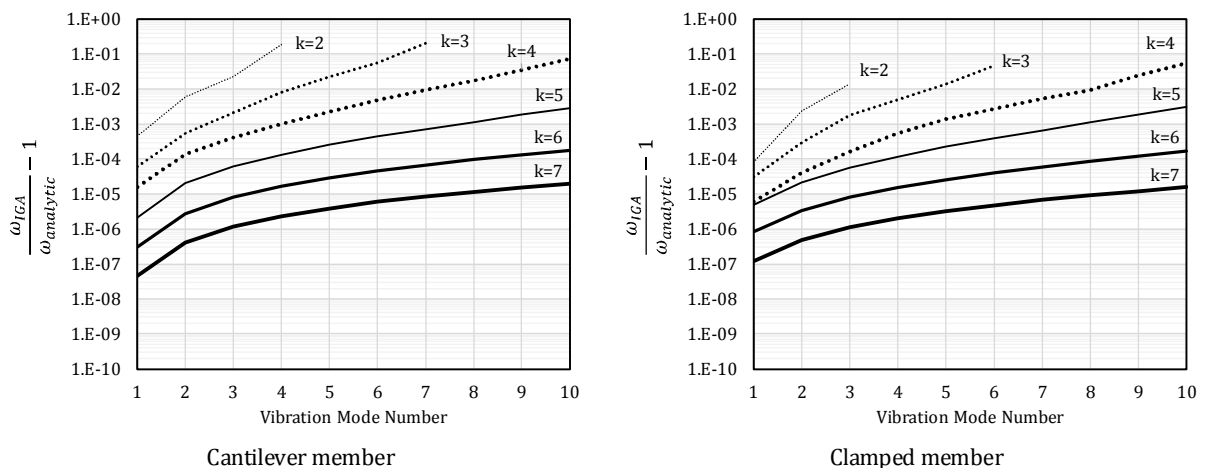 1.E+00
1.E-01
1.E-02
1.E-03
1.E-04
1.E-05
1.E-06
1.E-07
1.E-08
1.E-09
1.E-10
ω_IGA / ω_analytic − 1
k=2
k=3
k=4
k=5
k=6
k=7
1 2 3 4 5 6 7 8 9 10
Vibration Mode Number
Cantilever member
1.E+00
1.E-01
1.E-02
1.E-03
1.E-04
1.E-05
1.E-06
1.E-07
1.E-08
1.E-09
1.E-10
ω_IGA / ω_analytic − 1
k=2
k=3
k=4
k=5
k=6
k=7
1 2 3 4 5 6 7 8 9 10
Vibration Mode Number
Clamped member